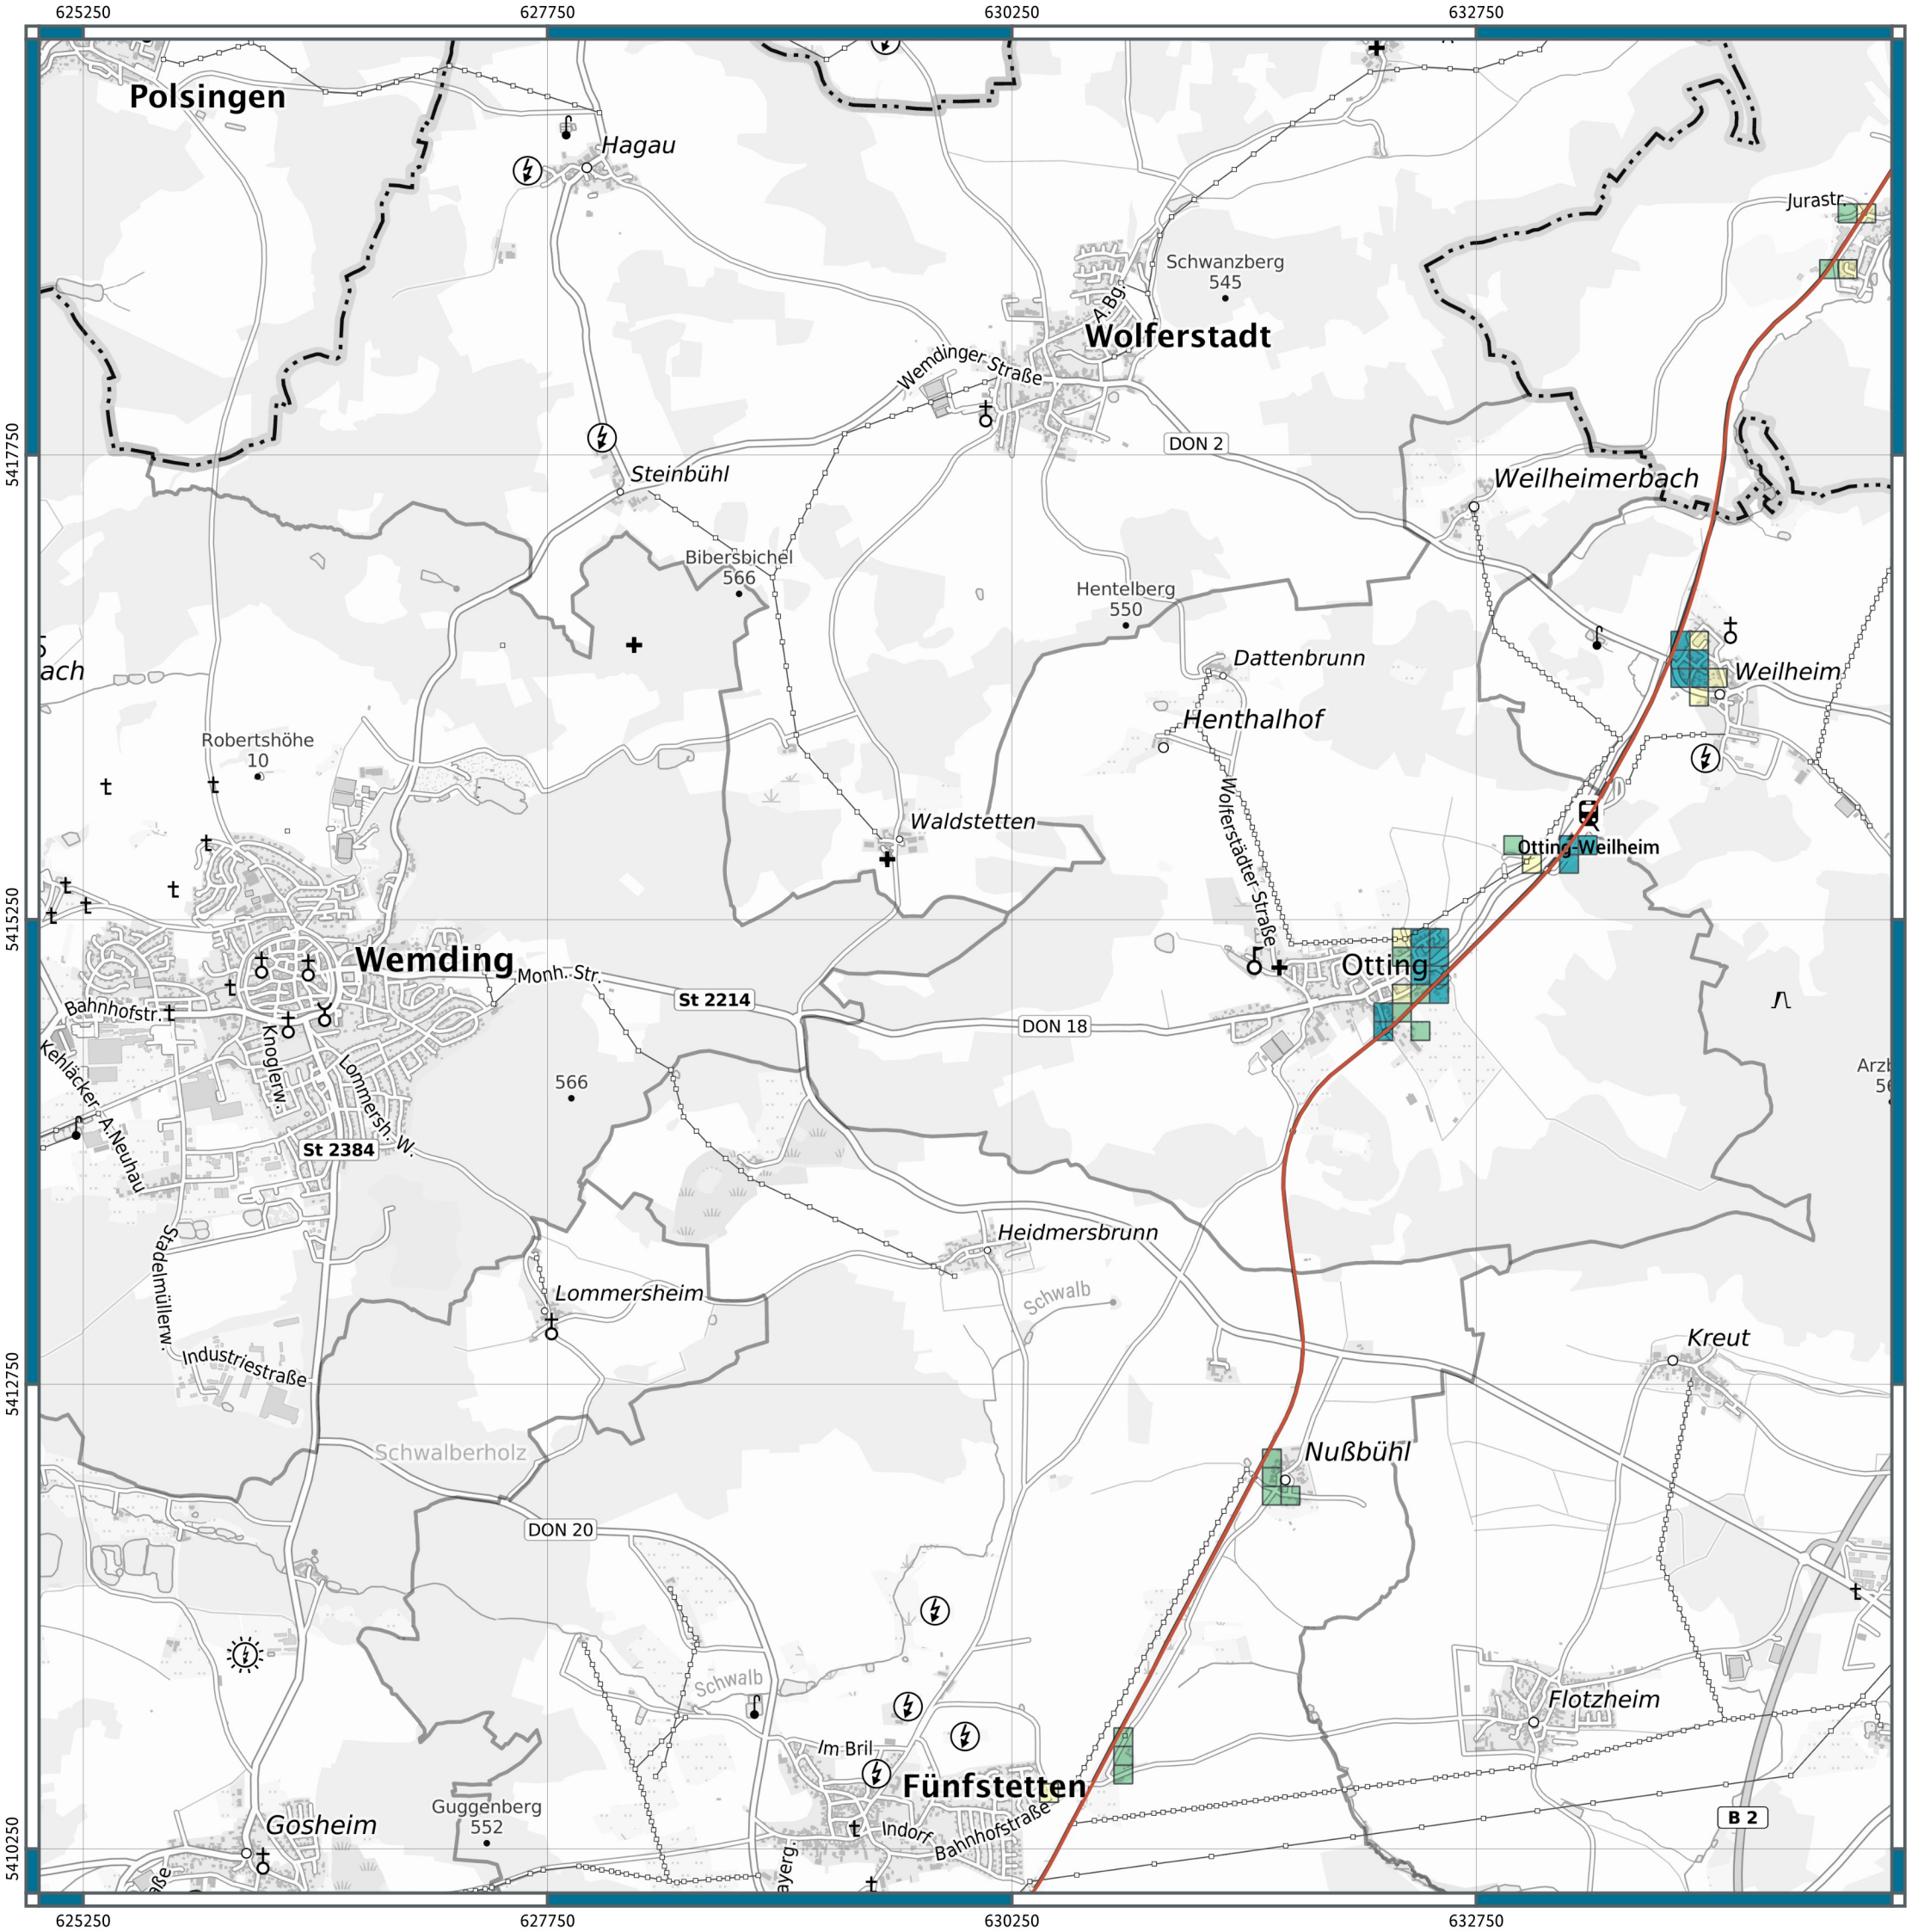 625250
627750
630250
632750
Polsingen
Hagau
Jurastr.
Schwanzberg
545
A.Bg.
Wolferstadt
Wemdinger Straße
DON 2
5417750
Steinbühl
Weilheimerbach
Bibersbichel
566
Hentelberg
550
ach
Dattenbrunn
Weilheim
Henthalhof
Robertshöhe
10
Wolferstädter Straße
Waldstetten
Otting-Weilheim
5415250
Wemding
Monh. Str.
Otting
St 2214
Bahnhofstr.
DON 18
Knoglerw.
Kehläcker
Lommersh. W.
566
Arzb
56
A.Neuhau
St 2384
Stadelmüllerw.
Heidmersbrunn
Lommersheim
Schwalb
Kreut
5412750
Industriestraße
Schwalberholz
Nußbühl
DON 20
Schwalb
Flotzheim
Im Bril
Fünfstetten
Guggenberg
552
B 2
Gosheim
Indorf
Bahnhofstraße
5410250
aße
ayerg.
625250
627750
630250
632750